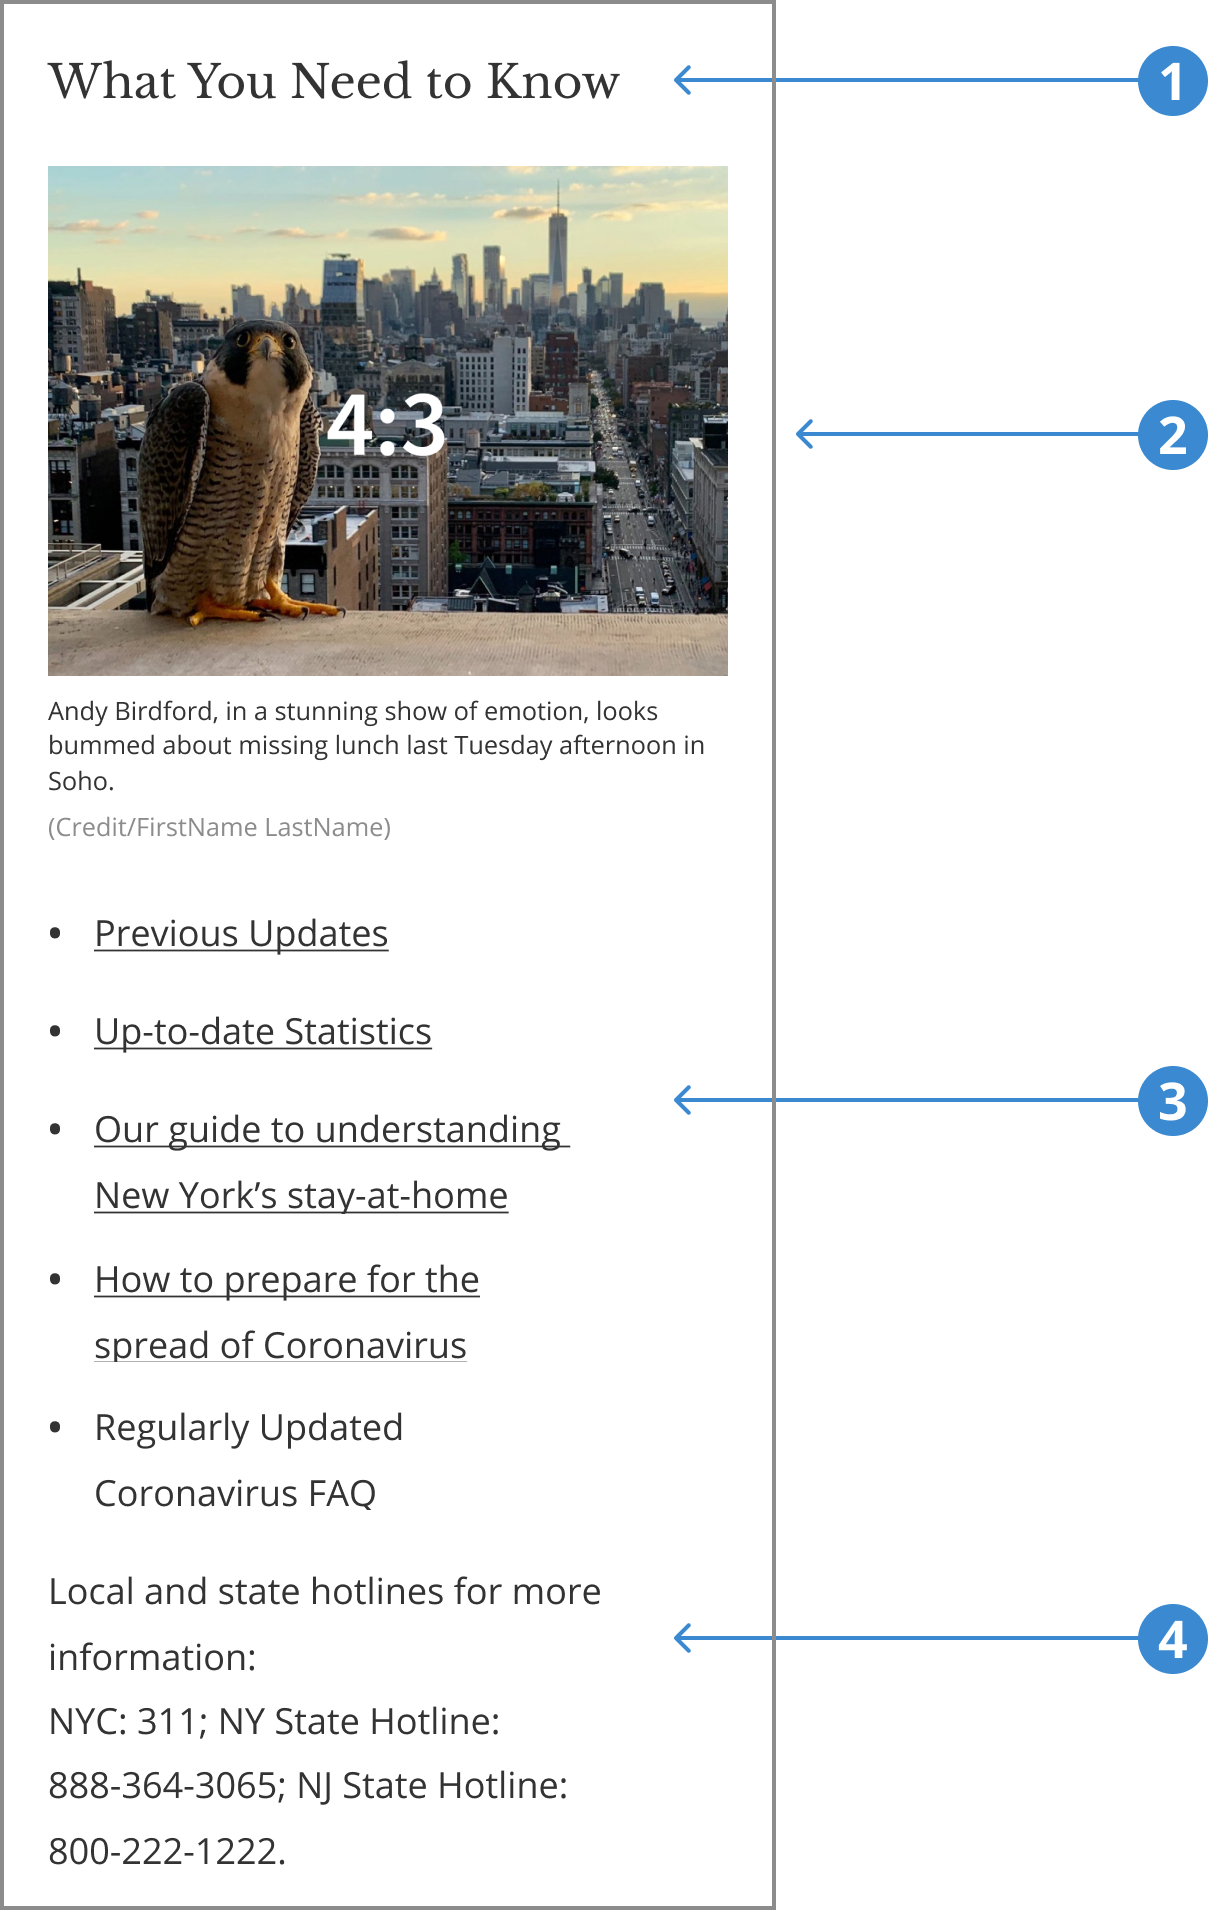 What You Need to Know
1
4:3
2
Andy Birdford, in a stunning show of emotion, looks
bummed about missing lunch last Tuesday afternoon in
Soho.
(Credit/FirstName LastName)
• Previous Updates
• Up-to-date Statistics
3
• Our guide to understanding
New York’s stay-at-home
• How to prepare for the
spread of Coronavirus
• Regularly Updated
Coronavirus FAQ
Local and state hotlines for more
4
information:
NYC: 311; NY State Hotline:
888-364-3065; NJ State Hotline:
800-222-1222.